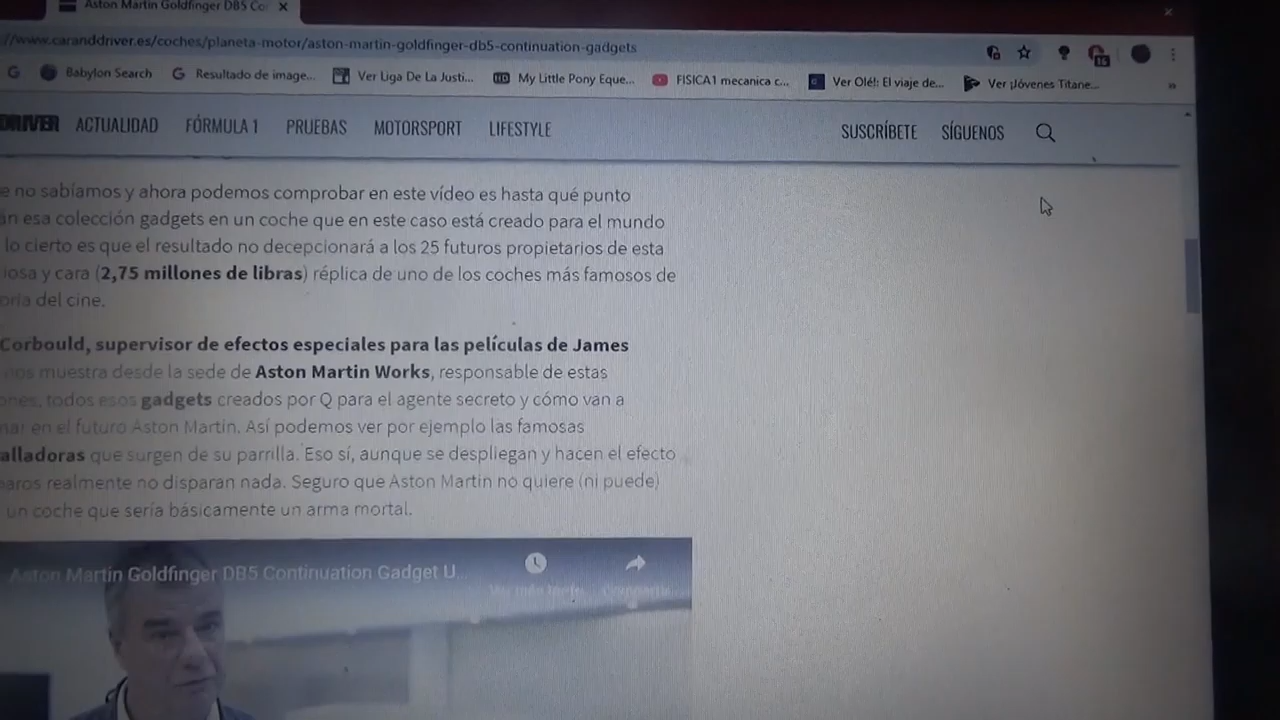 Aston Martin Goldfinger DB5 Co
//www.caranddriver.es/coches/planeta-motor/aston-martin-goldfinger-db5-continuation-gadgets
Babylon Search Resultado de image... Ver Liga De La Justi... My Little Pony Eque... FISICA1 mecanica c... Ver Olé!: El viaje de... Ver ¡Jóvenes Titane... »
DRIVER ACTUALIDAD FÓRMULA 1 PRUEBAS MOTORSPORT LIFESTYLE SUSCRÍBETE SÍGUENOS
e no sabíamos y ahora podemos comprobar en este vídeo es hasta qué punto
án esa colección gadgets en un coche que en este caso está creado para el mundo
lo cierto es que el resultado no decepcionará a los 25 futuros propietarios de esta
iosa y cara (2,75 millones de libras) réplica de uno de los coches más famosos de
oria del cine.
Corbould, supervisor de efectos especiales para las películas de James
nos muestra desde la sede de Aston Martin Works, responsable de estas
ones, todos esos gadgets creados por Q para el agente secreto y cómo van a
nar en el futuro Aston Martin. Así podemos ver por ejemplo las famosas
alladoras que surgen de su parrilla. Eso sí, aunque se despliegan y hacen el efecto
paros realmente no disparan nada. Seguro que Aston Martin no quiere (ni puede)
un coche que sería básicamente un arma mortal.
Aston Martin Goldfinger DB5 Continuation Gadget U...
Ver más tarde Compartir